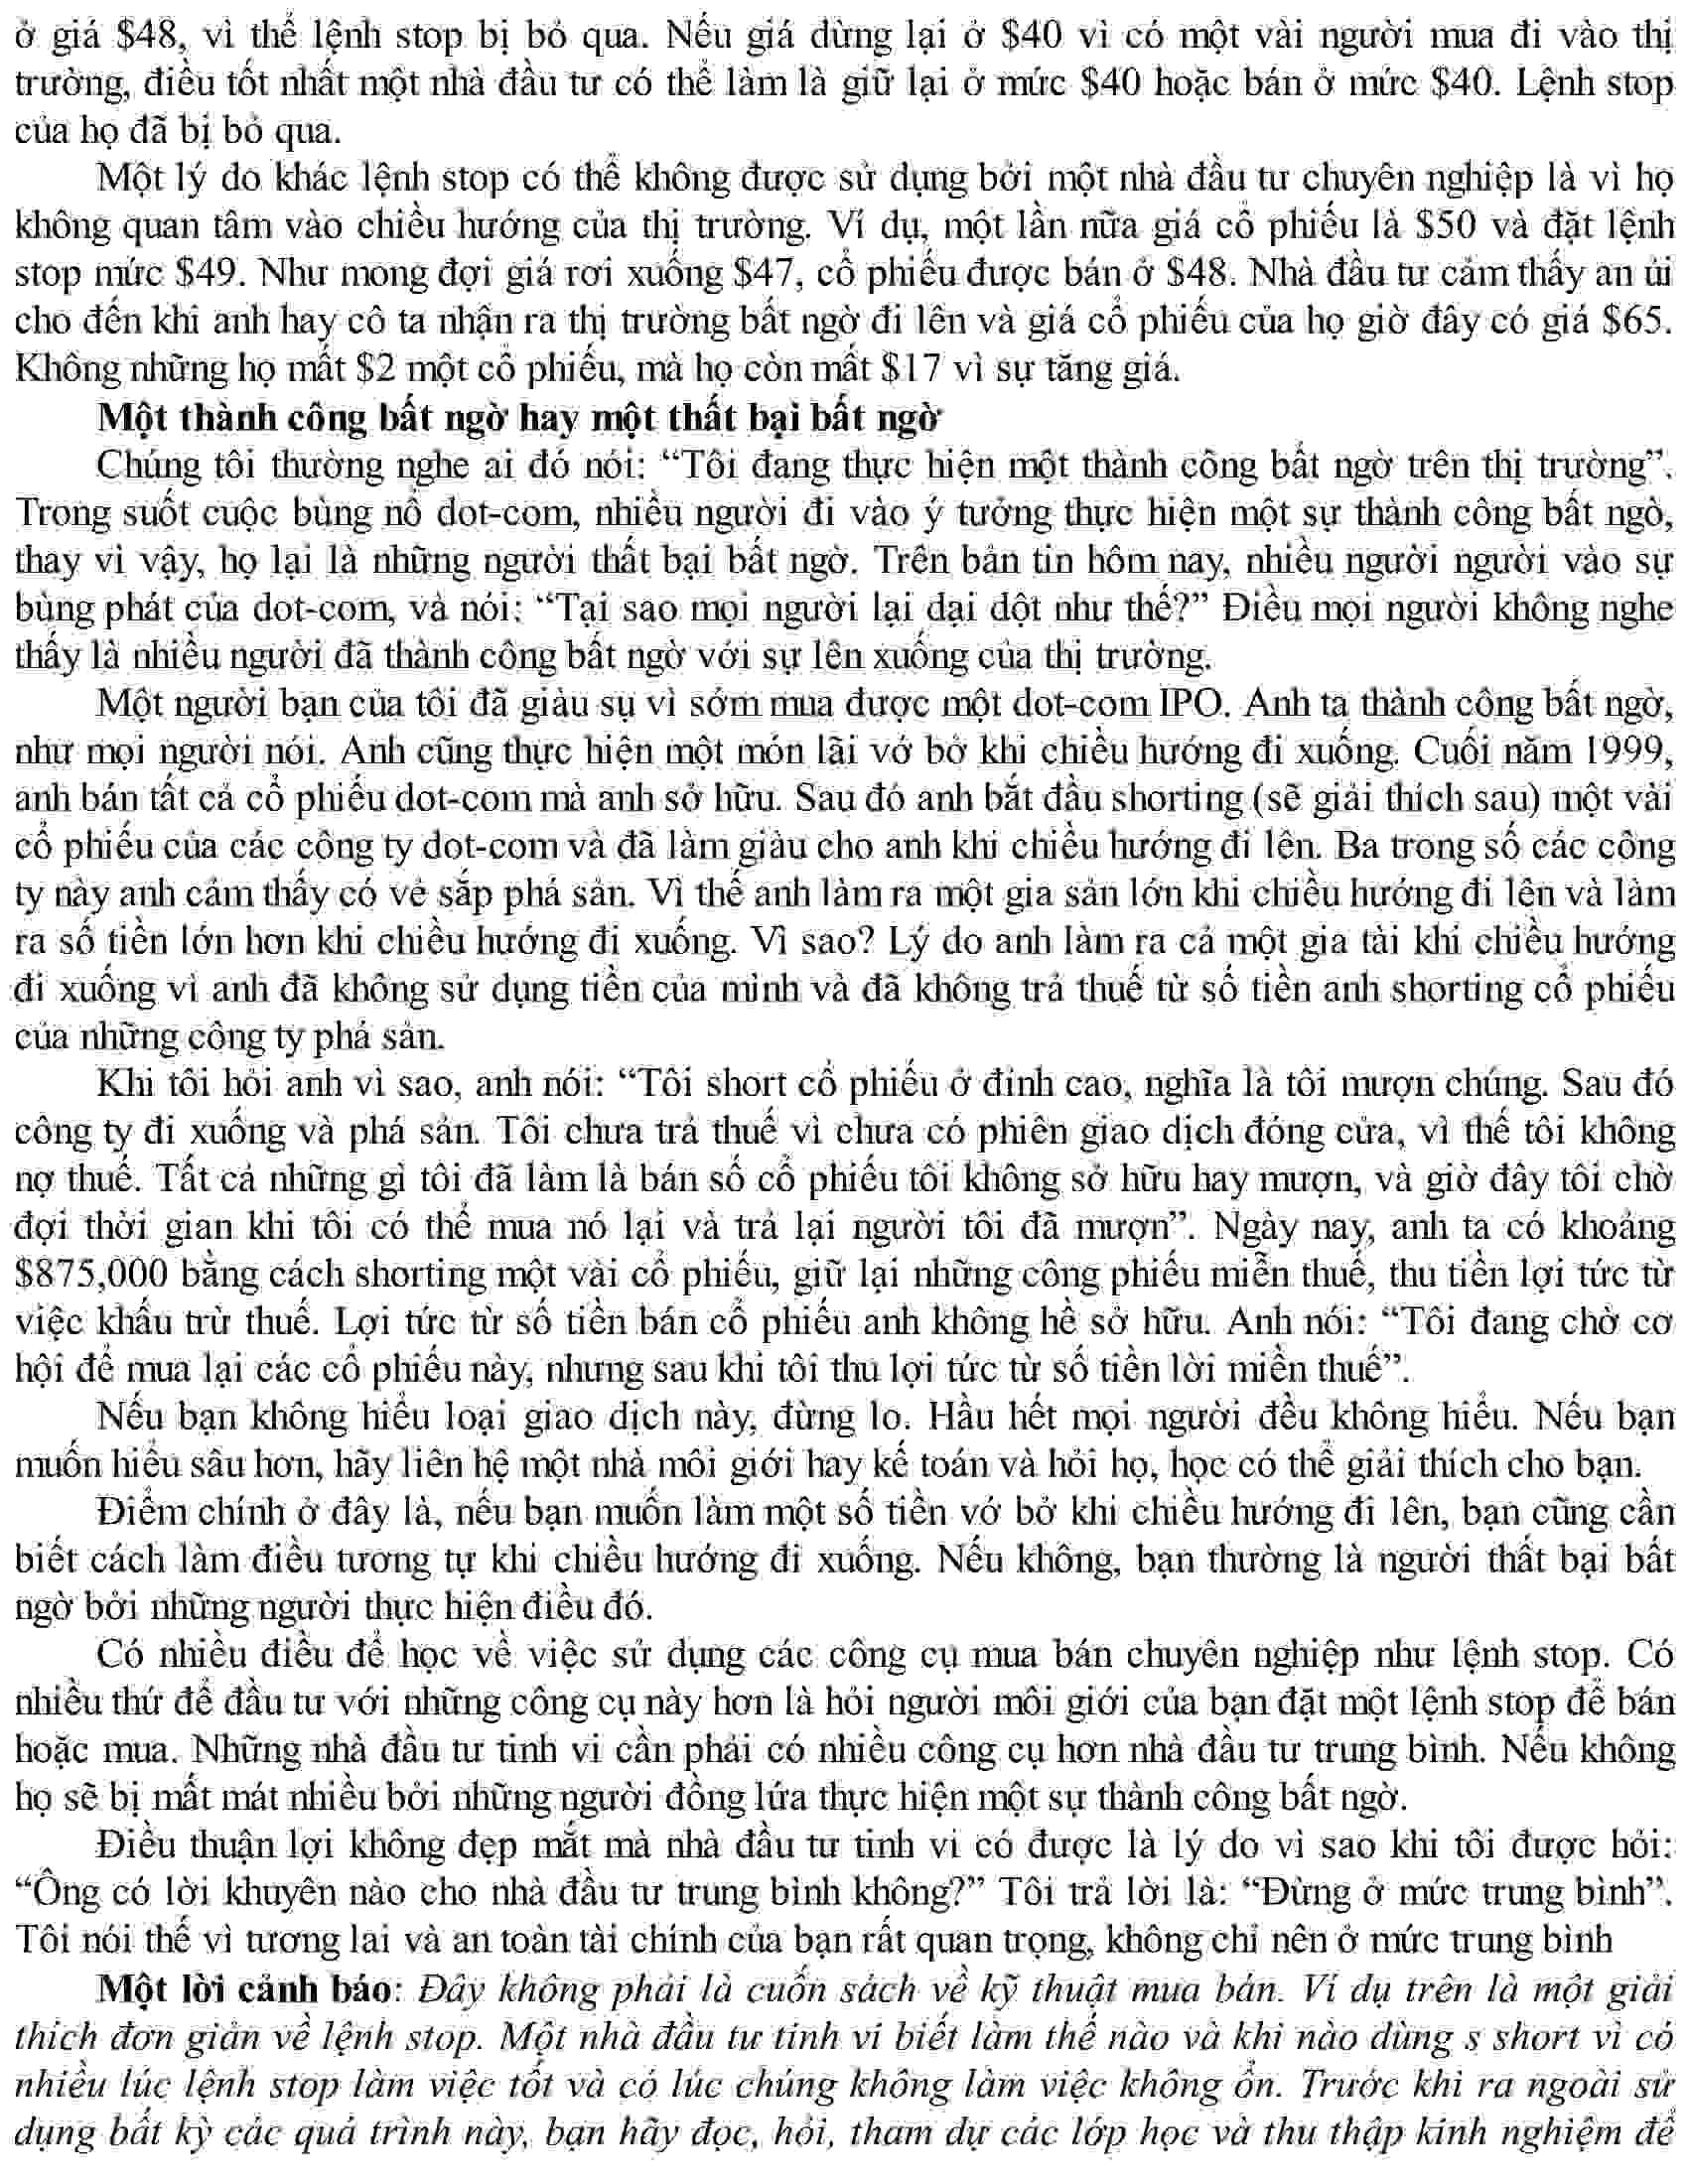 ở giá $48, vì thế lệnh stop bị bỏ qua. Nếu giá dừng lại ở $40 vì có một vài người mua đi vào thị
trường, điều tốt nhất một nhà đầu tư có thể làm là giữ lại ở mức $40 hoặc bán ở mức $40. Lệnh stop
của họ đã bị bỏ qua.
Một lý do khác lệnh stop có thể không được sử dụng bởi một nhà đầu tư chuyên nghiệp là vì họ
không quan tâm vào chiều hướng của thị trường. Ví dụ, một lần nữa giá cổ phiếu là $50 và đặt lệnh
stop mức $49. Như mong đợi giá rơi xuống $47, cổ phiếu được bán ở $48. Nhà đầu tư cảm thấy an ủi
cho đến khi anh hay cô ta nhận ra thị trường bất ngờ đi lên và giá cổ phiếu của họ giờ đây có giá $65.
Không những họ mất $2 một cổ phiếu, mà họ còn mất $17 vì sự tăng giá.
Một thành công bất ngờ hay một thất bại bất ngờ
Chúng tôi thường nghe ai đó nói: “Tôi đang thực hiện một thành công bất ngờ trên thị trường”.
Trong suốt cuộc bùng nổ dot-com, nhiều người đi vào ý tưởng thực hiện một sự thành công bất ngờ,
thay vì vậy, họ lại là những người thất bại bất ngờ. Trên bản tin hôm nay, nhiều người người vào sự
bùng phát của dot-com, và nói: “Tại sao mọi người lại dại dột như thế?” Điều mọi người không nghe
thấy là nhiều người đã thành công bất ngờ với sự lên xuống của thị trường.
Một người bạn của tôi đã giàu sụ vì sớm mua được một dot-com IPO. Anh ta thành công bất ngờ,
như mọi người nói. Anh cũng thực hiện một món lãi vớ bở khi chiều hướng đi xuống. Cuối năm 1999,
anh bán tất cả cổ phiếu dot-com mà anh sở hữu. Sau đó anh bắt đầu shorting (sẽ giải thích sau) một vài
cổ phiếu của các công ty dot-com và đã làm giàu cho anh khi chiều hướng đi lên. Ba trong số các công
ty này anh cảm thấy có vẻ sắp phá sản. Vì thế anh làm ra một gia sản lớn khi chiều hướng đi lên và làm
ra số tiền lớn hơn khi chiều hướng đi xuống. Vì sao? Lý do anh làm ra cả một gia tài khi chiều hướng
đi xuống vì anh đã không sử dụng tiền của mình và đã không trả thuế từ số tiền anh shorting cổ phiếu
của những công ty phá sản.
Khi tôi hỏi anh vì sao, anh nói: “Tôi short cổ phiếu ở đỉnh cao, nghĩa là tôi mượn chúng. Sau đó
công ty đi xuống và phá sản. Tôi chưa trả thuế vì chưa có phiên giao dịch đóng cửa, vì thế tôi không
nợ thuế. Tất cả những gì tôi đã làm là bán số cổ phiếu tôi không sở hữu hay mượn, và giờ đây tôi chờ
đợi thời gian khi tôi có thể mua nó lại và trả lại người tôi đã mượn”. Ngày nay, anh ta có khoảng
$875,000 bằng cách shorting một vài cổ phiếu, giữ lại những công phiếu miễn thuế, thu tiền lợi tức từ
việc khấu trừ thuế. Lợi tức từ số tiền bán cổ phiếu anh không hề sở hữu. Anh nói: “Tôi đang chờ cơ
hội để mua lại các cổ phiếu này, nhưng sau khi tôi thu lợi tức từ số tiền lời miễn thuế”.
Nếu bạn không hiểu loại giao dịch này, đừng lo. Hầu hết mọi người đều không hiểu. Nếu bạn
muốn hiểu sâu hơn, hãy liên hệ một nhà môi giới hay kế toán và hỏi họ, học có thể giải thích cho bạn.
Điểm chính ở đây là, nếu bạn muốn làm một số tiền vớ bở khi chiều hướng đi lên, bạn cũng cần
biết cách làm điều tương tự khi chiều hướng đi xuống. Nếu không, bạn thường là người thất bại bất
ngờ bởi những người thực hiện điều đó.
Có nhiều điều để học về việc sử dụng các công cụ mua bán chuyên nghiệp như lệnh stop. Có
nhiều thứ để đầu tư với những công cụ này hơn là hỏi người môi giới của bạn đặt một lệnh stop để bán
hoặc mua. Những nhà đầu tư tinh vi cần phải có nhiều công cụ hơn nhà đầu tư trung bình. Nếu không
họ sẽ bị mất mát nhiều bởi những người đồng lứa thực hiện một sự thành công bất ngờ.
Điều thuận lợi không đẹp mắt mà nhà đầu tư tinh vi có được là lý do vì sao khi tôi được hỏi:
“Ông có lời khuyên nào cho nhà đầu tư trung bình không?” Tôi trả lời là: “Đừng ở mức trung bình”.
Tôi nói thế vì tương lai và an toàn tài chính của bạn rất quan trọng, không chỉ nên ở mức trung bình
Một lời cảnh báo: Đây không phải là cuốn sách về kỹ thuật mua bán. Ví dụ trên là một giải
thích đơn giản về lệnh stop. Một nhà đầu tư tinh vi biết làm thế nào và khi nào dùng s short vì có
nhiều lúc lệnh stop làm việc tốt và có lúc chúng không làm việc không ổn. Trước khi ra ngoài sử
dụng bất kỳ các quá trình này, bạn hãy đọc, hỏi, tham dự các lớp học và thu thập kinh nghiệm để